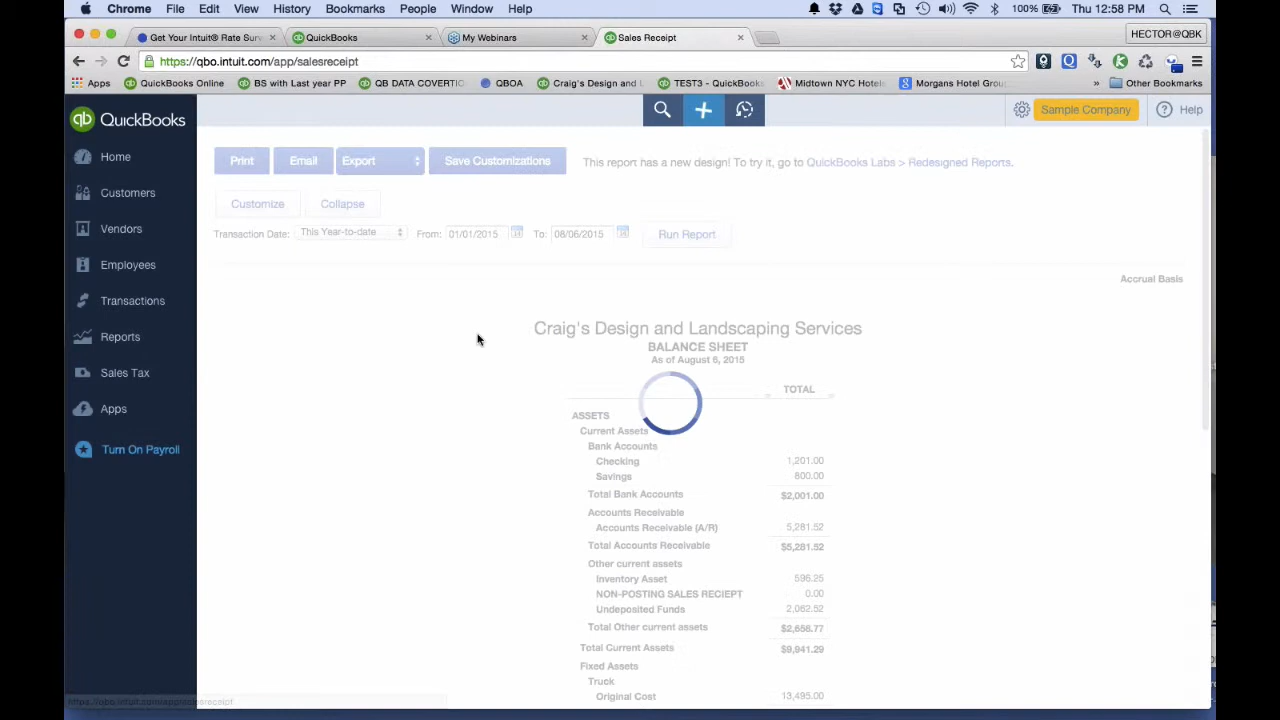 Chrome File Edit View History Bookmarks People Window Help 100% Thu 12:58 PM
Get Your Intuit® Rate Sur QuickBooks My Webinars Sales Receipt HECTOR@QBK
https://qbo.intuit.com/app/salesreceipt
Apps QuickBooks Online BS with Last year PP QB DATA COVERTIO QBOA Craig's Design and L TEST3 - QuickBooks Midtown NYC Hotels Morgans Hotel Group » Other Bookmarks
qb QuickBooks
Sample Company Help
Home
Customers
Vendors
Employees
Transactions
Reports
Sales Tax
Apps
Turn On Payroll
Print Email Export Save Customizations This report has a new design! To try it, go to QuickBooks Labs > Redesigned Reports.
Customize Collapse
Transaction Date: This Year-to-date From: 01/01/2015 To: 08/06/2015 Run Report
Accrual Basis
Craig's Design and Landscaping Services
BALANCE SHEET
As of August 6, 2015
TOTAL
ASSETS
Current Assets
Bank Accounts
Checking 1,201.00
Savings 800.00
Total Bank Accounts $2,001.00
Accounts Receivable
Accounts Receivable (A/R) 5,281.52
Total Accounts Receivable $5,281.52
Other current assets
Inventory Asset 596.25
NON-POSTING SALES RECIEPT 0.00
Undeposited Funds 2,062.52
Total Other current assets $2,658.77
Total Current Assets $9,941.29
Fixed Assets
Truck
Original Cost 13,495.00
https://qbo.intuit.com/app/salesreceipt